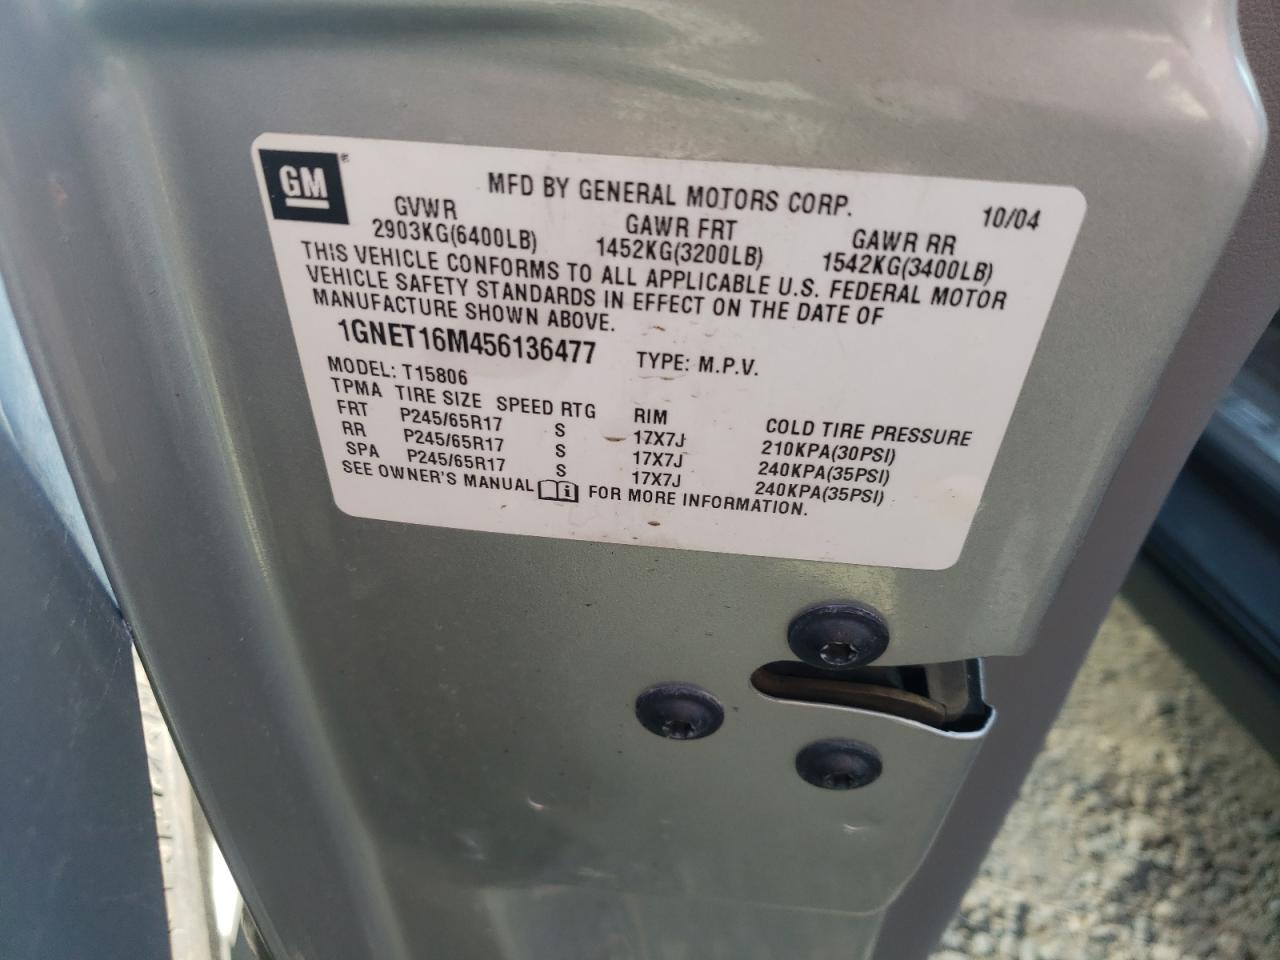 GM®
MFD BY GENERAL MOTORS CORP. 10/04
GVWR GAWR FRT GAWR RR
2903KG(6400LB) 1452KG(3200LB) 1542KG(3400LB)
THIS VEHICLE CONFORMS TO ALL APPLICABLE U.S. FEDERAL MOTOR
VEHICLE SAFETY STANDARDS IN EFFECT ON THE DATE OF
MANUFACTURE SHOWN ABOVE.
1GNET16M456136477 TYPE: M.P.V.
MODEL: T15806
TPMA TIRE SIZE SPEED RTG RIM COLD TIRE PRESSURE
FRT P245/65R17 S 17X7J 210KPA(30PSI)
RR P245/65R17 S 17X7J 240KPA(35PSI)
SPA P245/65R17 S 17X7J 240KPA(35PSI)
SEE OWNER'S MANUAL i FOR MORE INFORMATION.